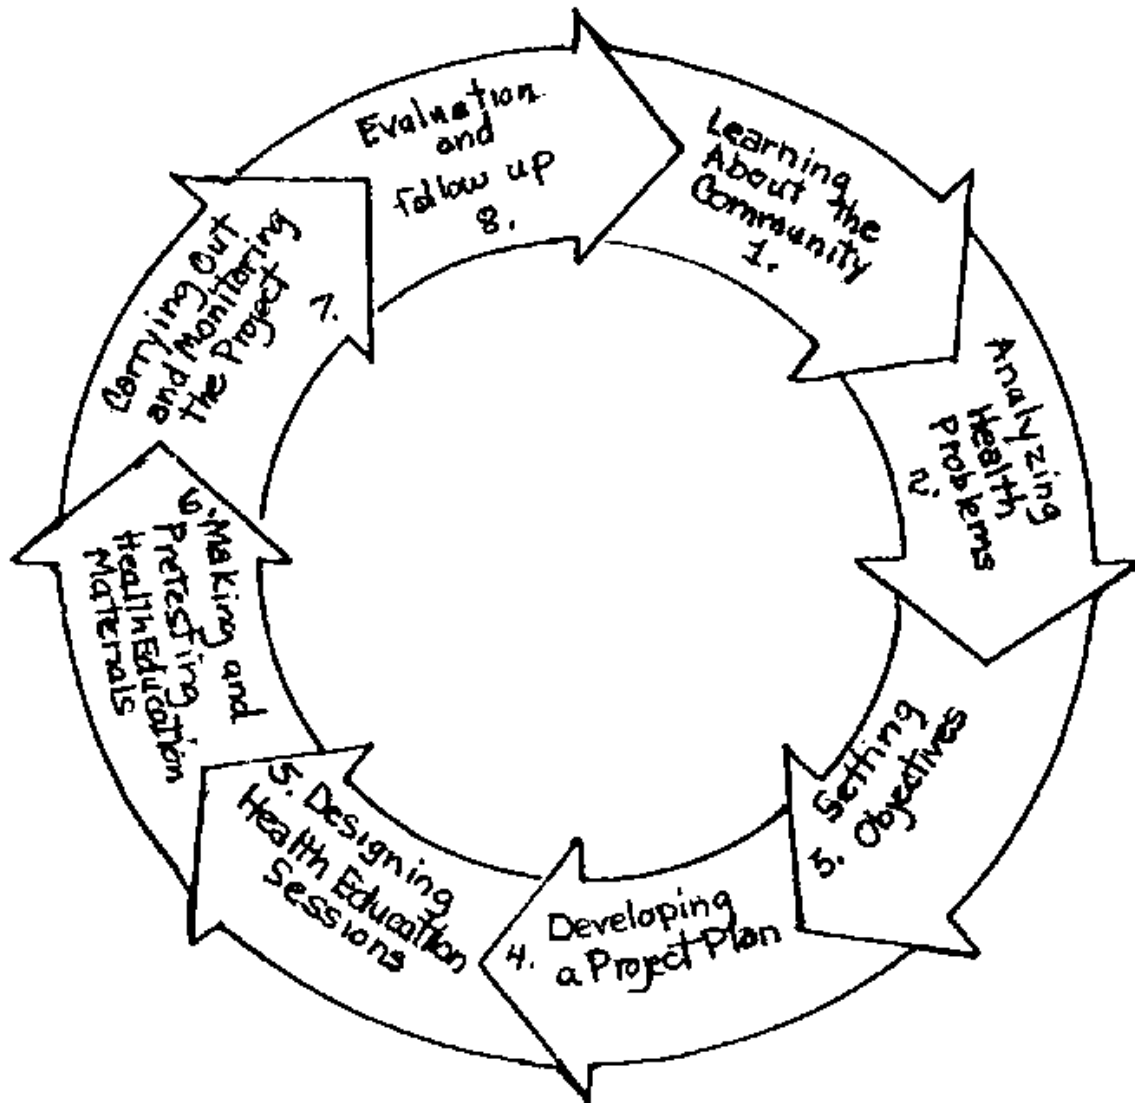 Learning
About the
Community
1.
Analyzing
Health
Problems
2.
Setting
3. Objectives
Developing
4. a Project Plan
5. Designing
Health Education
Sessions
6. Making and
Pretesting
Health Education
Materials
Carrying Out
and Monitoring
the Project
7.
Evaluation
and
follow up
8.